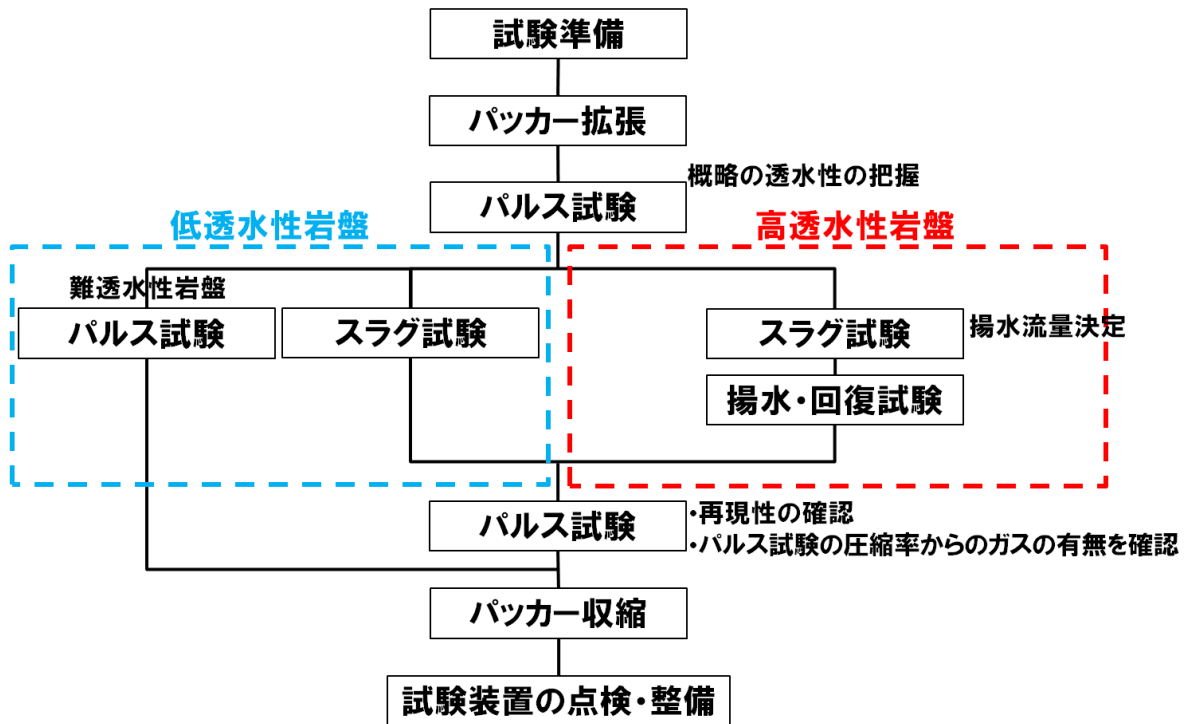 試験準備
パッカー拡張
概略の透水性の把握
パルス試験
低透水性岩盤
高透水性岩盤
難透水性岩盤
パルス試験
スラグ試験
スラグ試験
揚水流量決定
揚水・回復試験
パルス試験
・再現性の確認
・パルス試験の圧縮率からのガスの有無を確認
パッカー収縮
試験装置の点検・整備